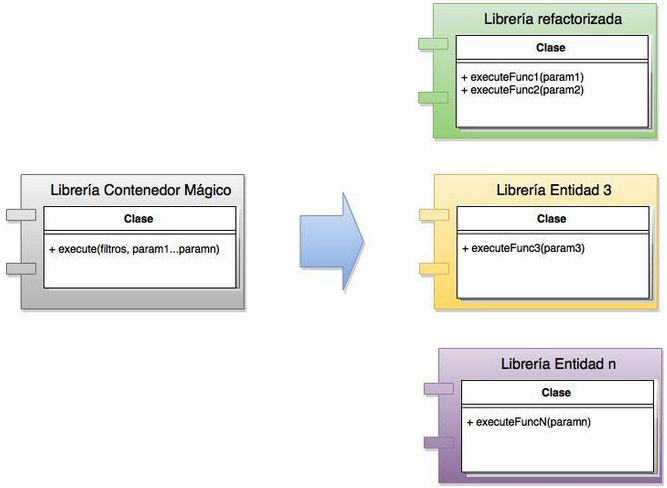 Librería refactorizada
Clase
+ executeFunc1(param1)
+ executeFunc2(param2)
Librería Contenedor Mágico
Clase
+ execute(filtros, param1...paramn)
Librería Entidad 3
Clase
+ executeFunc3(param3)
Librería Entidad n
Clase
+ executeFuncN(paramn)